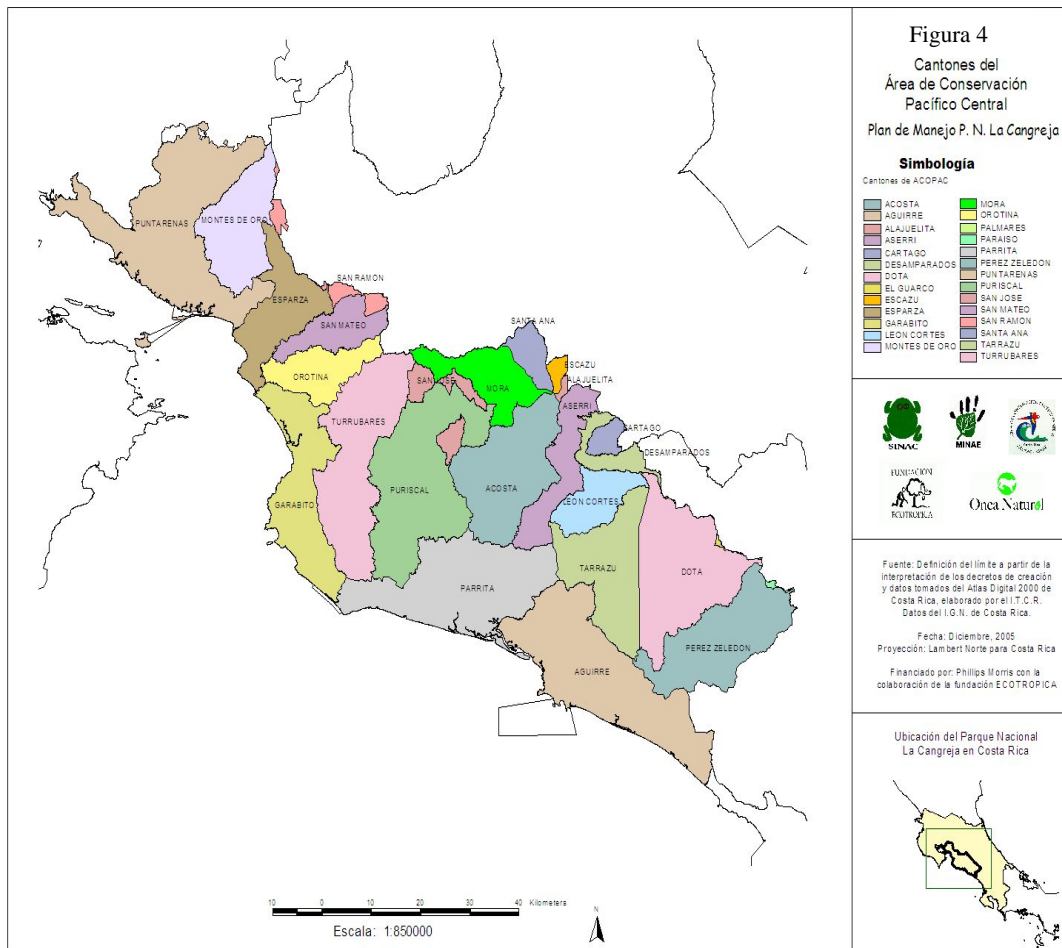 PUNTARENAS
MONTES DE ORO
ESPARZA
SAN RAMON
SAN MATEO
OROTINA
SANTA ANA
ESCAZU
SAN JOSE
MORA
ALAJUELITA
ASERRI
TURRUBARES
CARTAGO
DESAMPARADOS
PURISCAL
ACOSTA
LEON CORTES
GARABITO
PARRITA
TARRAZU
DOTA
PEREZ ZELEDON
AGUIRRE
10 0 10 20 30 40 Kilometers
Escala: 1:850000
N
Figura 4
Cantones del
Área de Conservación
Pacífico Central
Plan de Manejo P. N. La Cangreja
Simbología
Cantones de ACOPAC
ACOSTA
AGUIRRE
ALAJUELITA
ASERRI
CARTAGO
DESAMPARADOS
DOTA
EL GUARCO
ESCAZU
ESPARZA
GARABITO
LEON CORTES
MONTES DE ORO
MORA
OROTINA
PALMARES
PARAISO
PARRITA
PEREZ ZELEDON
PUNTARENAS
PURISCAL
SAN JOSE
SAN MATEO
SAN RAMON
SANTA ANA
TARRAZU
TURRUBARES
SINAC
MINAE
FUNDACIÓN
ECOTROPICA
Onca Natural
Fuente: Definición del límite a partir de la
interpretación de los decretos de creación
y datos tomados del Atlas Digital 2000 de
Costa Rica, elaborado por el I.T.C.R.
Datos del I.G.N. de Costa Rica.
Fecha: Diciembre, 2005
Proyección: Lambert Norte para Costa Rica
Financiado por: Phillips Morris con la
colaboración de la fundación ECOTROPICA
Ubicación del Parque Nacional
La Cangreja en Costa Rica